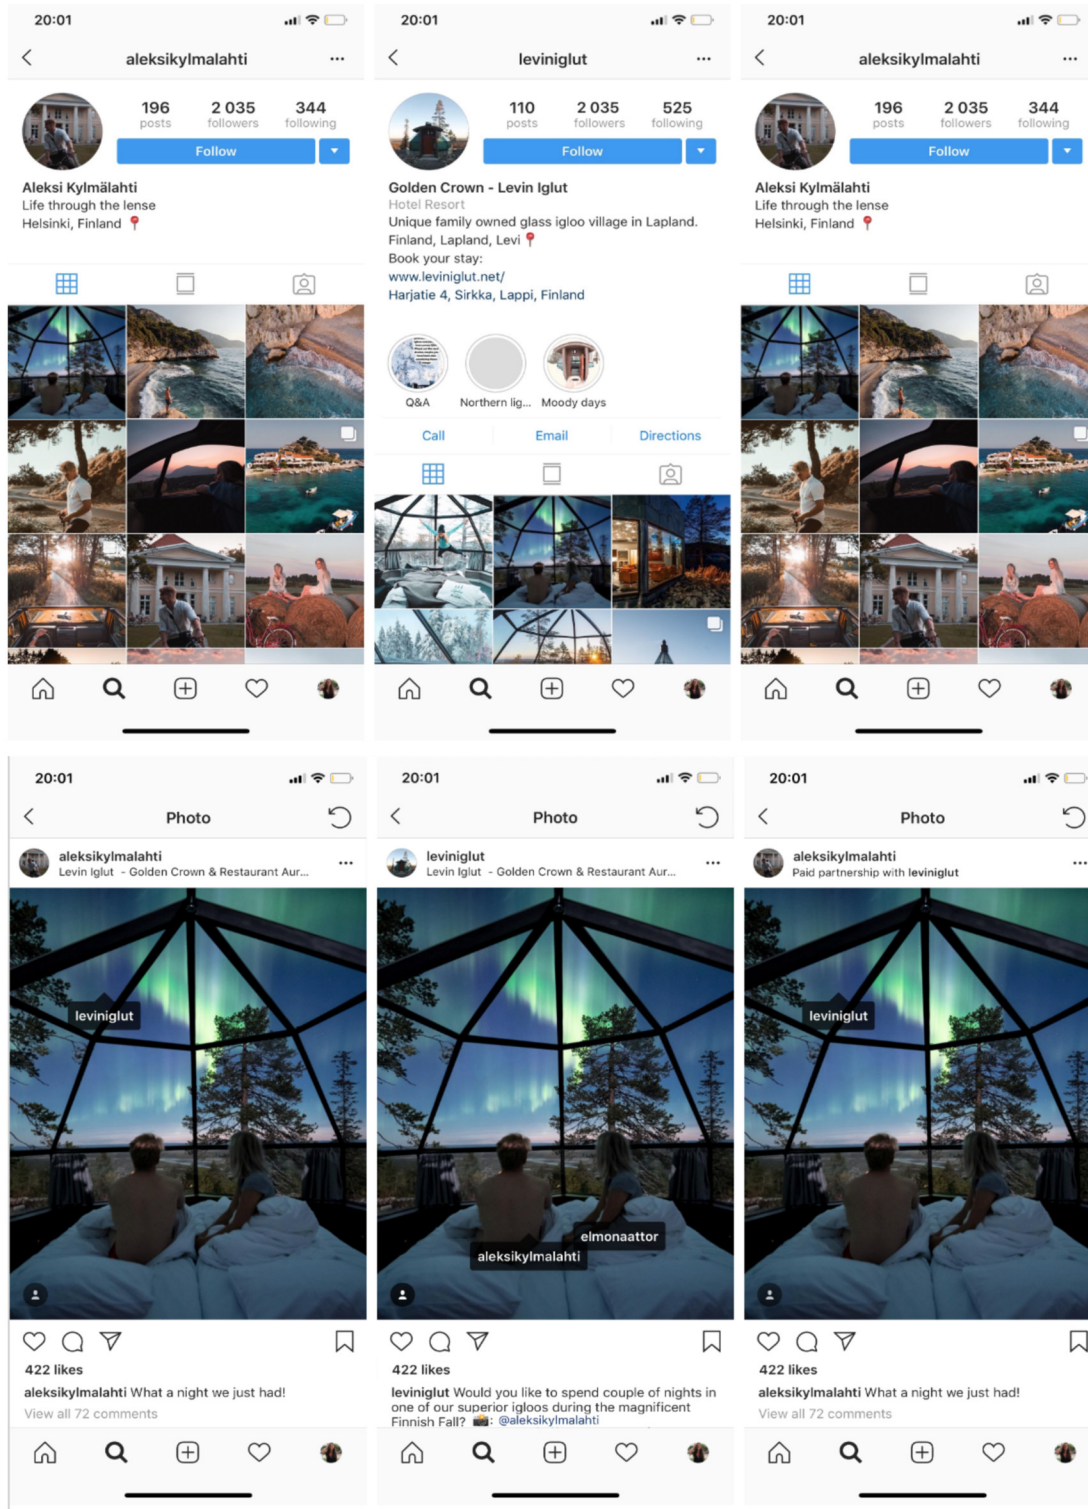 20:01
aleksikylmalahti
196 2 035 344
posts followers following
Follow
Aleksi Kylmälahti
Life through the lense
Helsinki, Finland 📍
20:01
leviniglut
110 2 035 525
posts followers following
Follow
Golden Crown - Levin Iglut
Hotel Resort
Unique family owned glass igloo village in Lapland.
Finland, Lapland, Levi 📍
Book your stay:
www.leviniglut.net/
Harjatie 4, Sirkka, Lappi, Finland
Q&A Northern lig... Moody days
Call Email Directions
20:01
aleksikylmalahti
196 2 035 344
posts followers following
Follow
Aleksi Kylmälahti
Life through the lense
Helsinki, Finland 📍
20:01
Photo
aleksikylmalahti
Levin Iglut - Golden Crown & Restaurant Aur...
leviniglut
422 likes
aleksikylmalahti What a night we just had!
View all 72 comments
20:01
Photo
leviniglut
Levin Iglut - Golden Crown & Restaurant Aur...
elmonaattor
aleksikylmalahti
422 likes
leviniglut Would you like to spend couple of nights in
one of our superior igloos during the magnificent
Finnish Fall? 📸: @aleksikylmalahti
20:01
Photo
aleksikylmalahti
Paid partnership with leviniglut
leviniglut
422 likes
aleksikylmalahti What a night we just had!
View all 72 comments